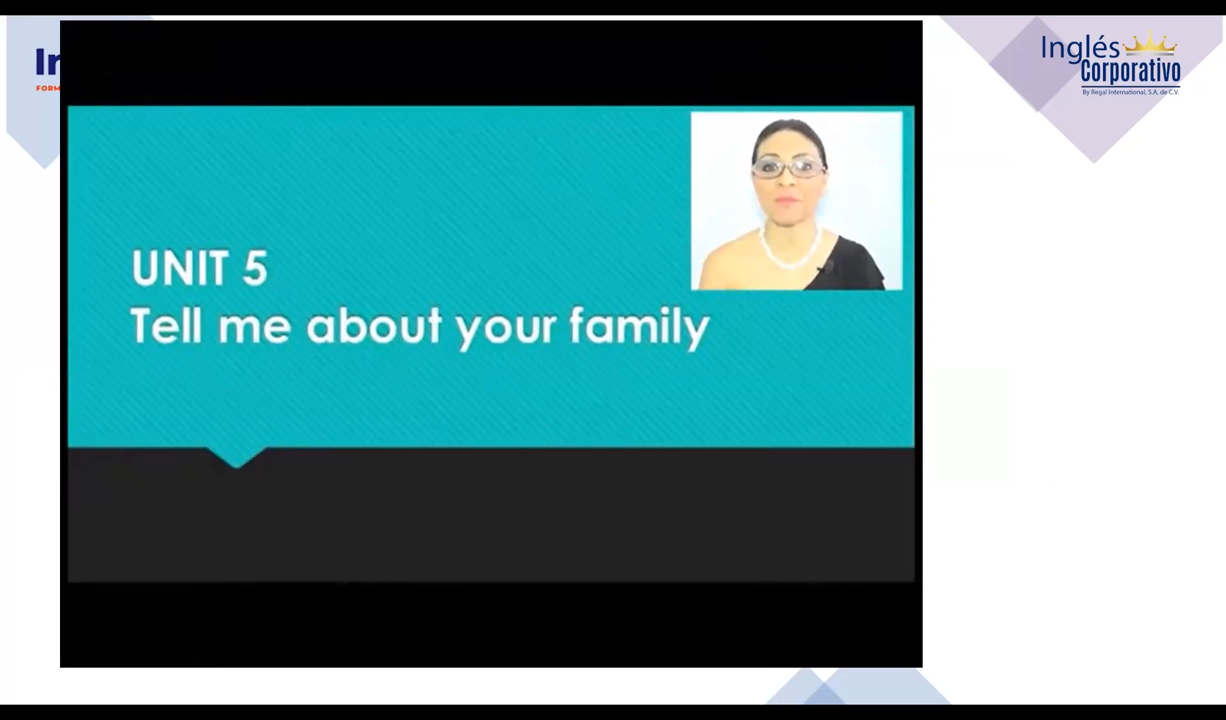 Inglés
Corporativo
By Regal International, S.A. de C.V.
UNIT 5
Tell me about your family